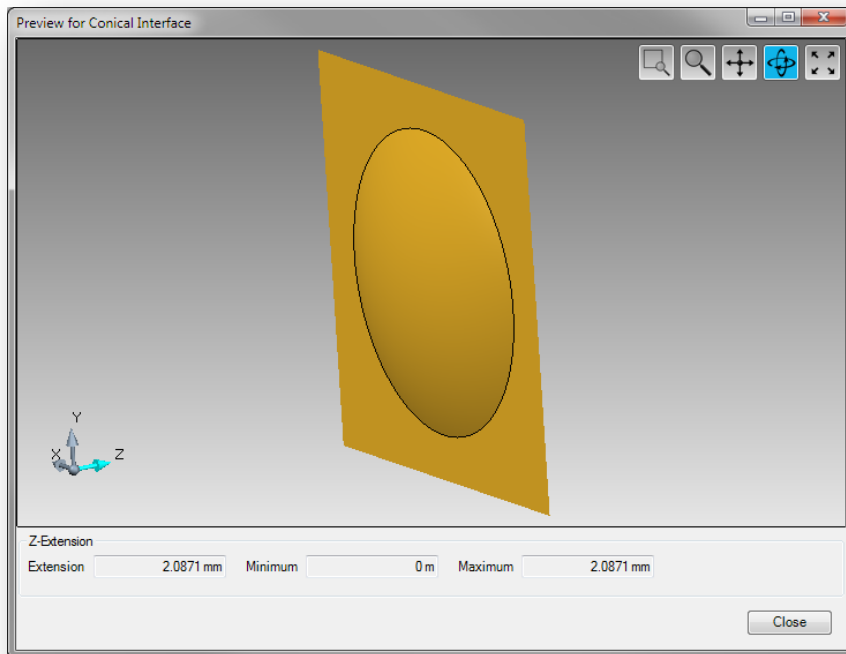 Preview for Conical Interface
Y
X
Z
Z-Extension
Extension 2.0871 mm Minimum 0 m Maximum 2.0871 mm
Close